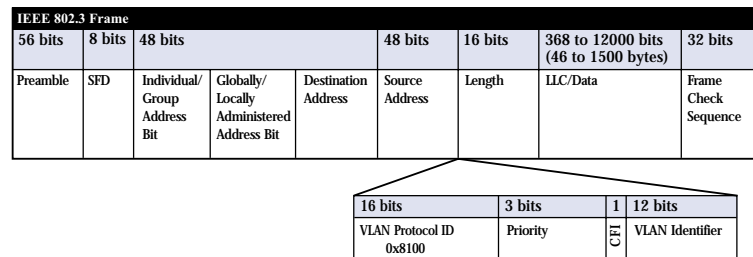 IEEE 802.3 Frame
56 bits 8 bits 48 bits 48 bits 16 bits 368 to 12000 bits (46 to 1500 bytes) 32 bits
Preamble
SFD
Individual/
Group
Address
Bit
Globally/
Locally
Administered
Address Bit
Destination
Address
Source
Address
Length
LLC/Data
Frame
Check
Sequence
16 bits 3 bits 1 12 bits
VLAN Protocol ID
0x8100
Priority
CFI
VLAN Identifier